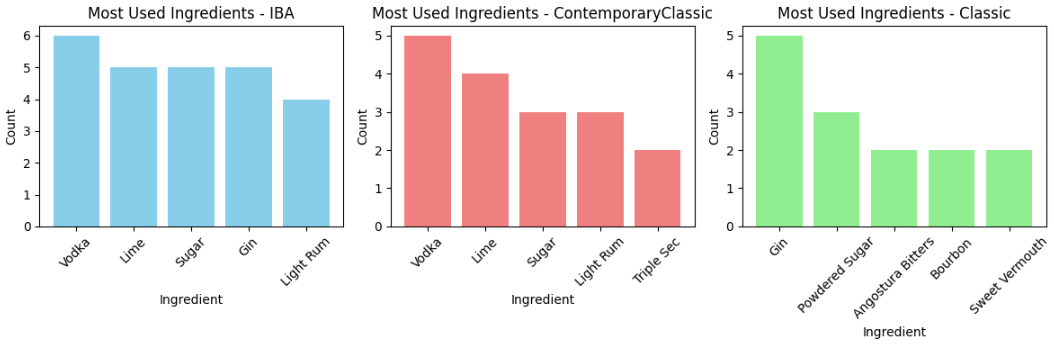 Most Used Ingredients - IBA
Count
6
5
4
3
2
1
0
Vodka
Lime
Sugar
Gin
Light Rum
Ingredient
Most Used Ingredients - ContemporaryClassic
Count
5
4
3
2
1
0
Vodka
Lime
Sugar
Light Rum
Triple Sec
Ingredient
Most Used Ingredients - Classic
Count
5
4
3
2
1
0
Gin
Powdered Sugar
Angostura Bitters
Bourbon
Sweet Vermouth
Ingredient